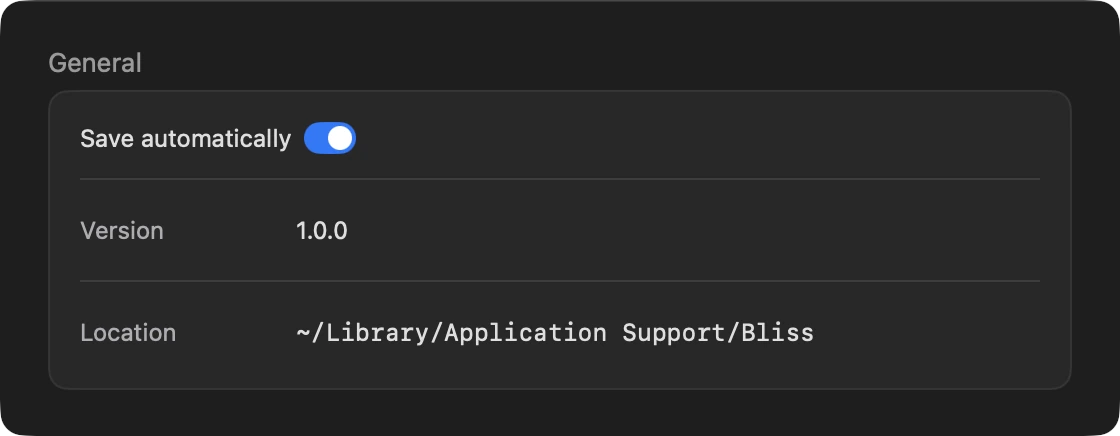 General
Save automatically
Version 1.0.0
Location ~/Library/Application Support/Bliss